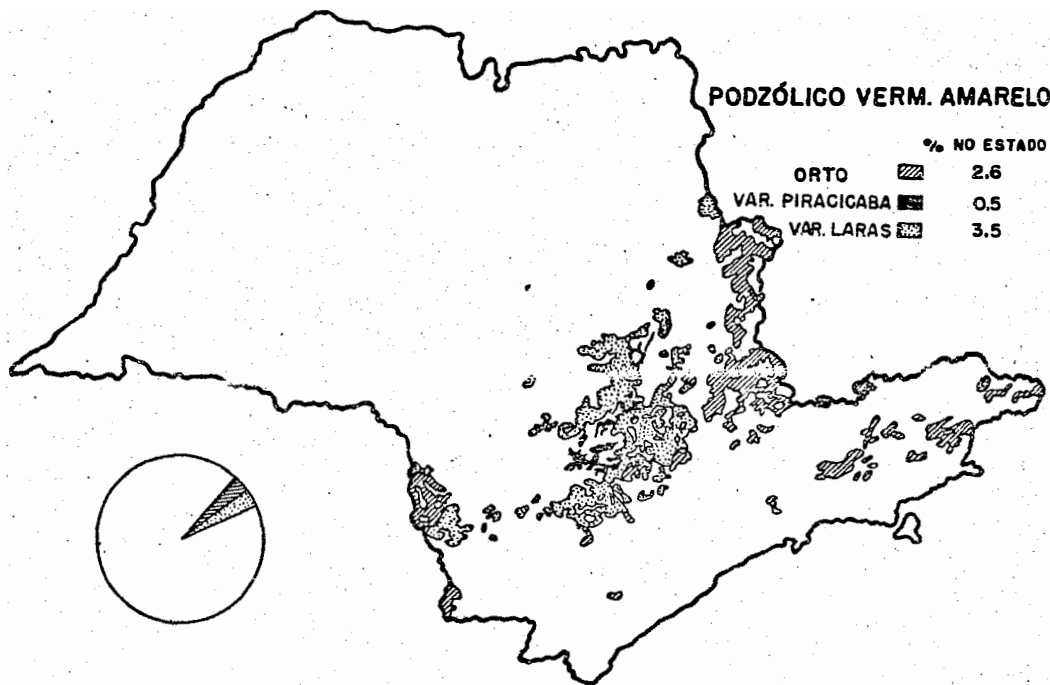 PODZÓLICO VERM. AMARELO
% NO ESTADO
ORTO 2.6
VAR. PIRACICABA 0.5
VAR. LARAS 3.5